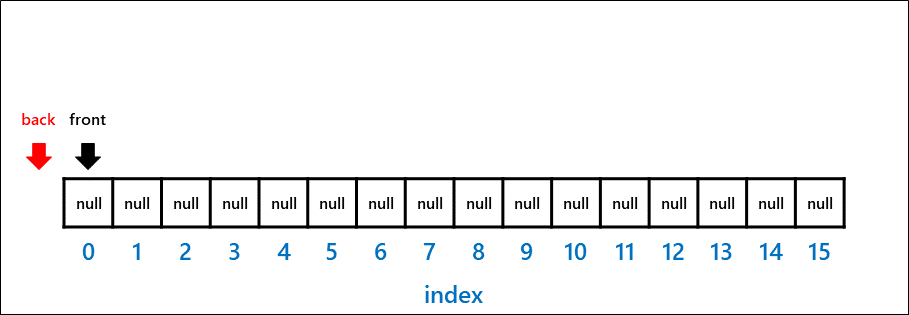 back front
null null null null null null null null null null null null null null null null
0 1 2 3 4 5 6 7 8 9 10 11 12 13 14 15
index